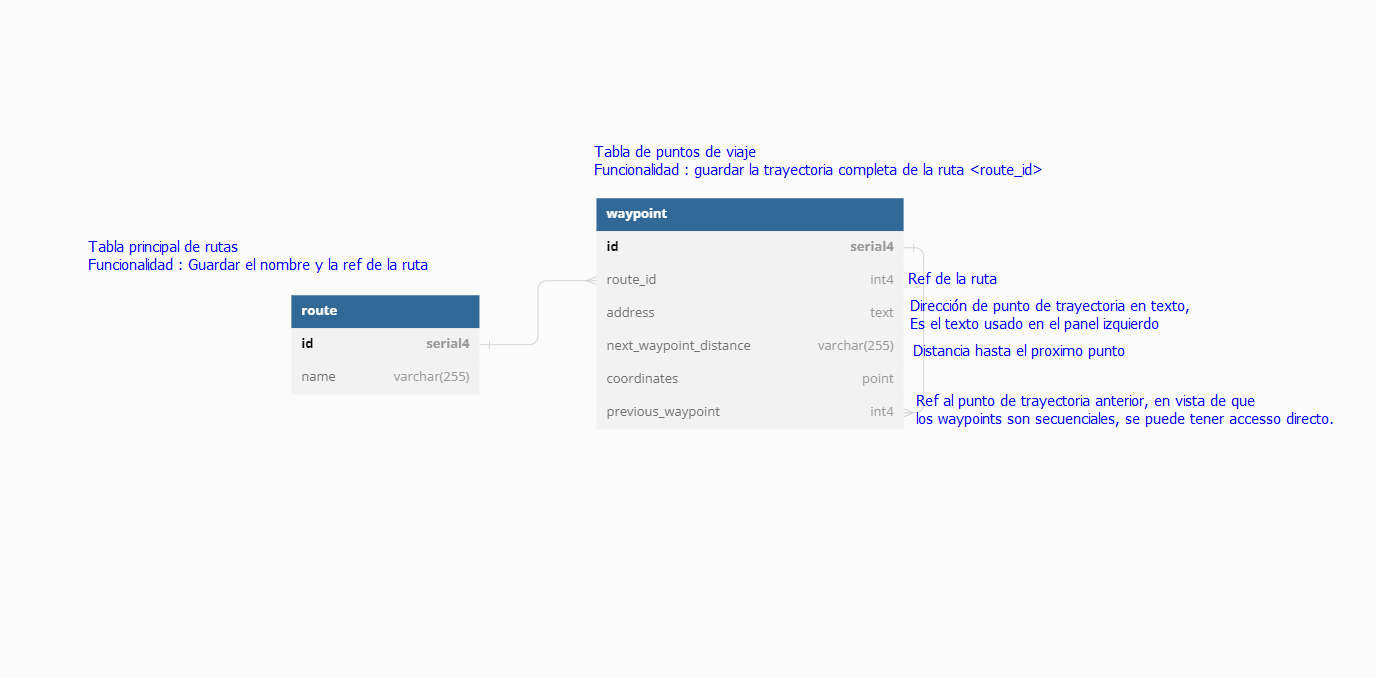 Tabla de puntos de viaje
Funcionalidad : guardar la trayectoria completa de la ruta <route_id>
waypoint
id serial4
route_id int4 Ref de la ruta
address text
Dirección de punto de trayectoria en texto,
Es el texto usado en el panel izquierdo
next_waypoint_distance varchar(255) Distancia hasta el proximo punto
coordinates point
previous_waypoint int4
Ref al punto de trayectoria anterior, en vista de que
los waypoints son secuenciales, se puede tener accesso directo.
Tabla principal de rutas
Funcionalidad : Guardar el nombre y la ref de la ruta
route
id serial4
name varchar(255)